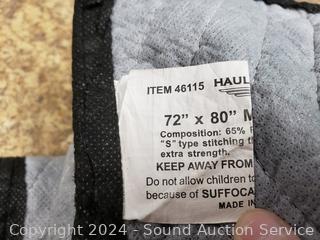 ITEM 46115 HAUL
72" x 80" M
Composition: 65%
"S" type stitching t
extra strength.
KEEP AWAY FROM
Do not allow children to
because of SUFFOCA
MADE IN
Copyright 2024 - Sound Auction Service